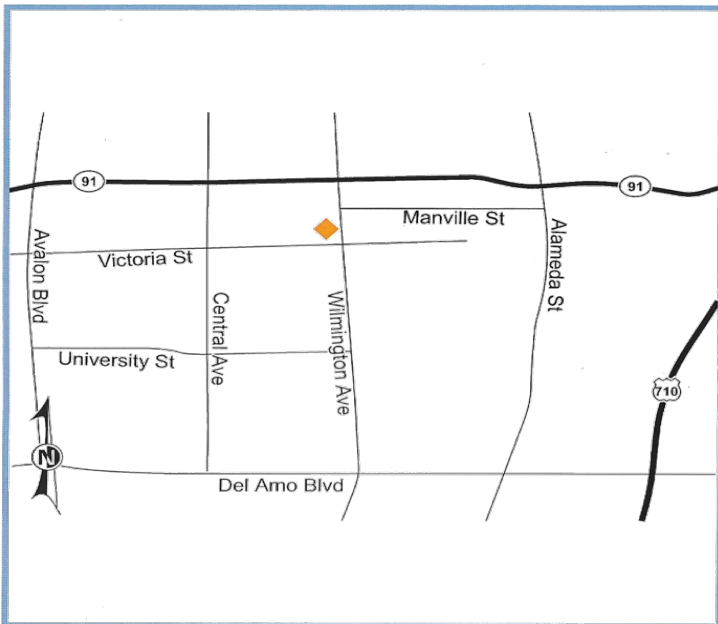 91
91
Manville St
Victoria St
Avalon Blvd
Alameda St
Central Ave
Wilmington Ave
University St
710
N
Del Amo Blvd